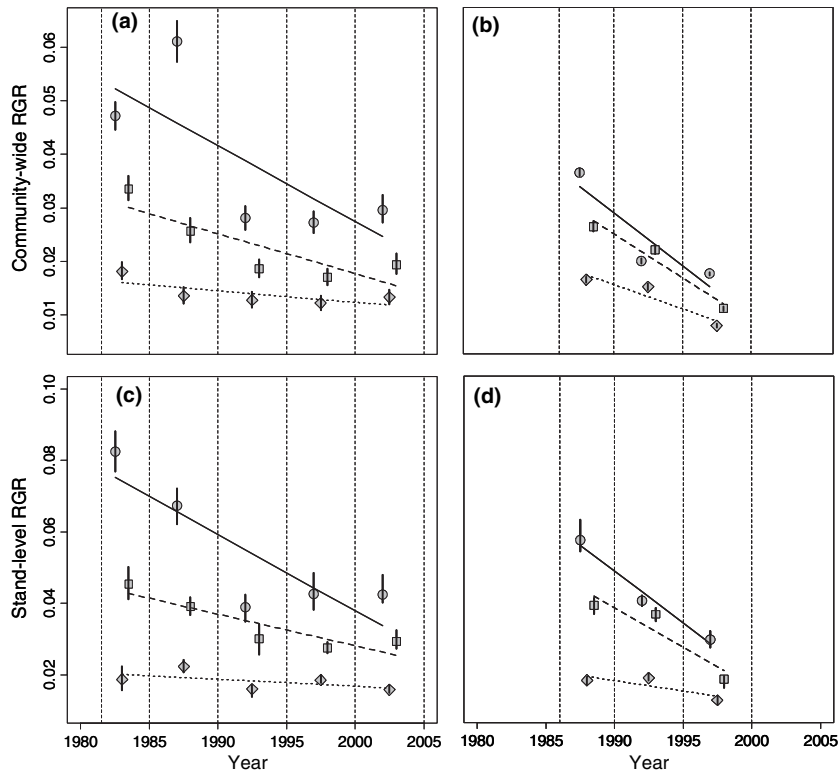 (a)
(b)
Community-wide RGR
0.06
0.05
0.04
0.03
0.02
0.01
(c)
(d)
Stand-level RGR
0.10
0.08
0.06
0.04
0.02
1980 1985 1990 1995 2000 2005
1980 1985 1990 1995 2000 2005
Year
Year